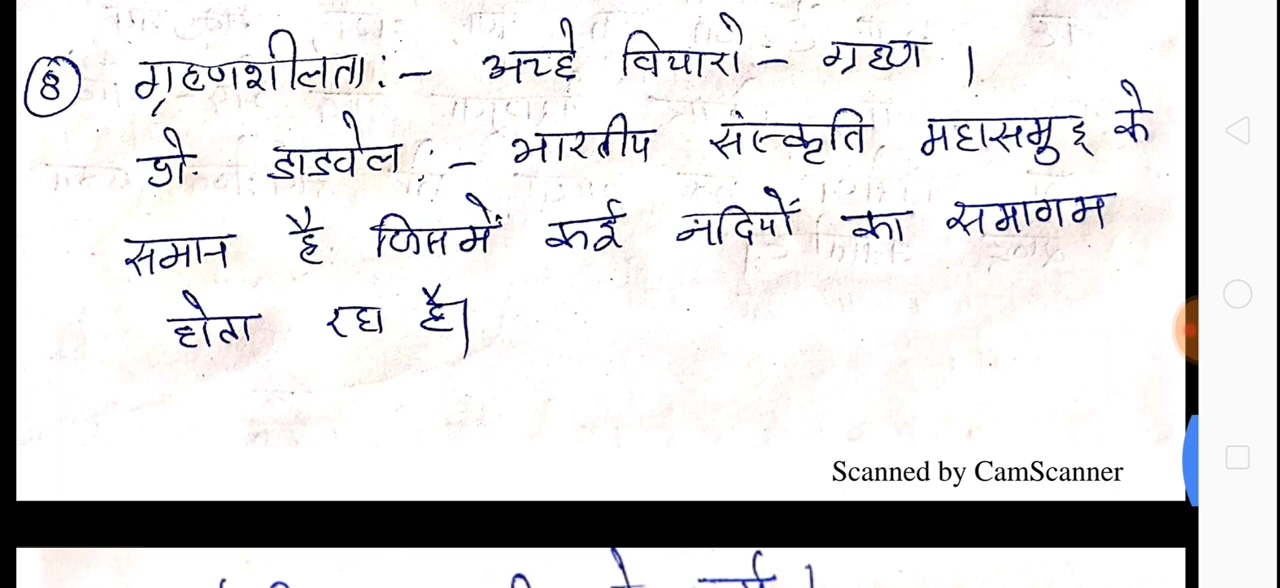 ⑧ ग्रहणशीलता:- अच्छे विचारो - ग्रहण ।
प्रो. डाडवेल:- भारतीय संस्कृति महासमुद्र के
समान है जिसमें कई नदियों का समागम
होता रहा है।
Scanned by CamScanner